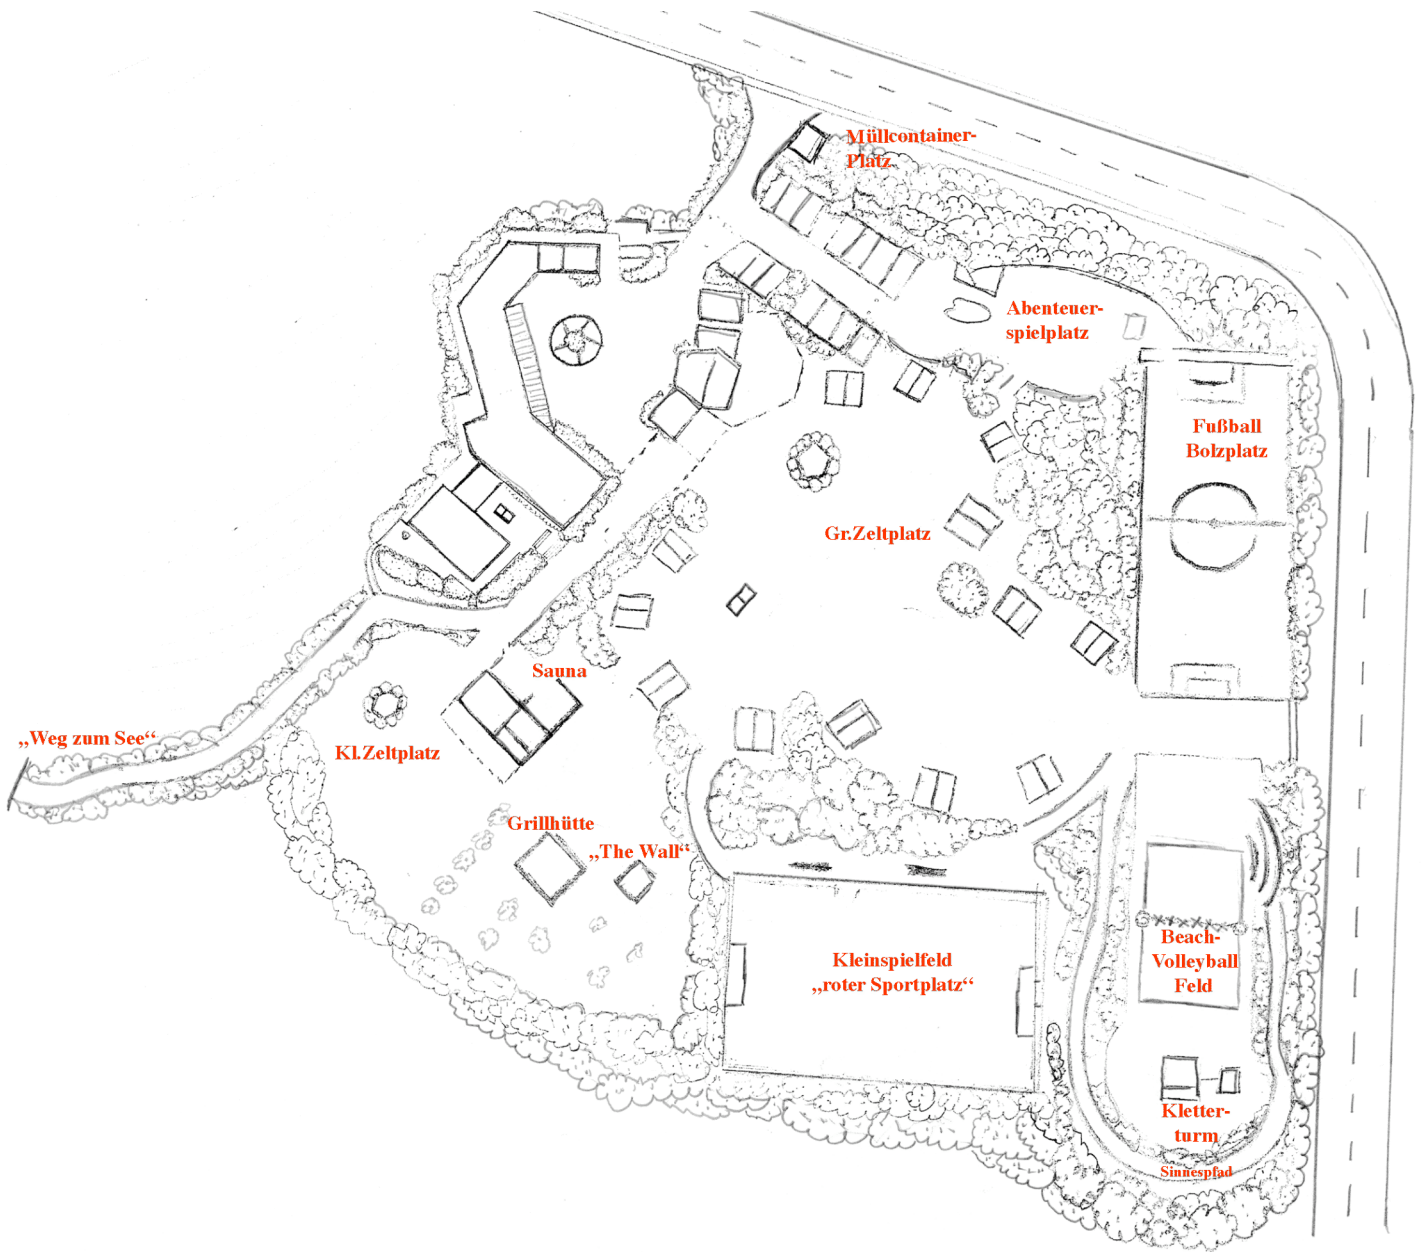 Müllcontainer-
Platz
Abenteuer-
spielplatz
Fußball
Bolzplatz
Gr.Zeltplatz
Sauna
„Weg zum See“
Kl.Zeltplatz
Grillhütte
„The Wall“
Kleinspielfeld
„roter Sportplatz“
Beach-
Volleyball
Feld
Kletter-
turm
Sinnespfad